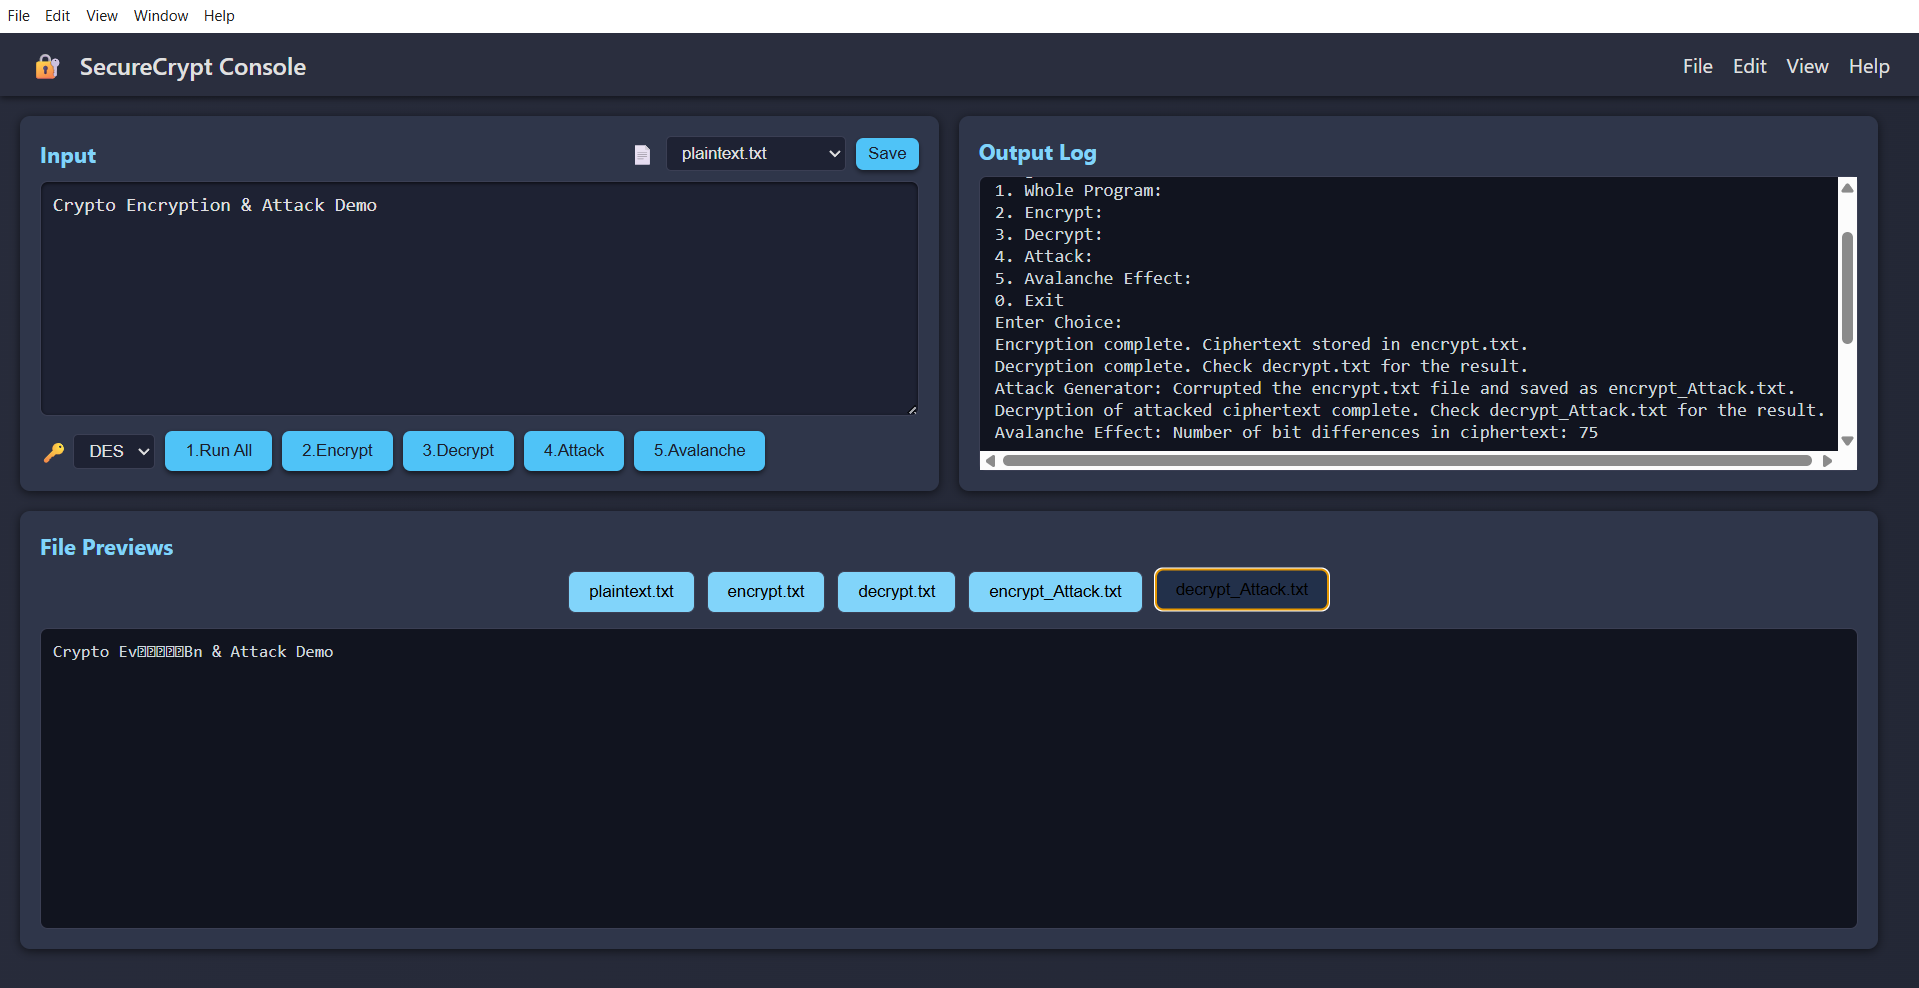 File Edit View Window Help
SecureCrypt Console
File Edit View Help
Input
plaintext.txt
Save
Crypto Encryption & Attack Demo
DES
1.Run All
2.Encrypt
3.Decrypt
4.Attack
5.Avalanche
Output Log
1. Whole Program:
2. Encrypt:
3. Decrypt:
4. Attack:
5. Avalanche Effect:
0. Exit
Enter Choice:
Encryption complete. Ciphertext stored in encrypt.txt.
Decryption complete. Check decrypt.txt for the result.
Attack Generator: Corrupted the encrypt.txt file and saved as encrypt_Attack.txt.
Decryption of attacked ciphertext complete. Check decrypt_Attack.txt for the result.
Avalanche Effect: Number of bit differences in ciphertext: 75
File Previews
plaintext.txt
encrypt.txt
decrypt.txt
encrypt_Attack.txt
decrypt_Attack.txt
Crypto Ev�����Bn & Attack Demo